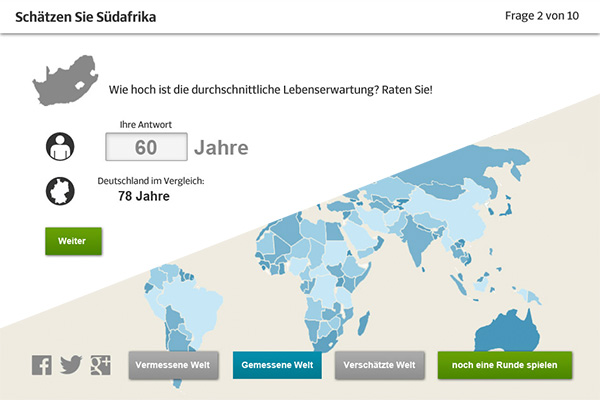 Schätzen Sie Südafrika
Frage 2 von 10
Wie hoch ist die durchschnittliche Lebenserwartung? Raten Sie!
Ihre Antwort
60 Jahre
Deutschland im Vergleich:
78 Jahre
Weiter
Vermessene Welt
Gemessene Welt
Verschätzte Welt
noch eine Runde spielen